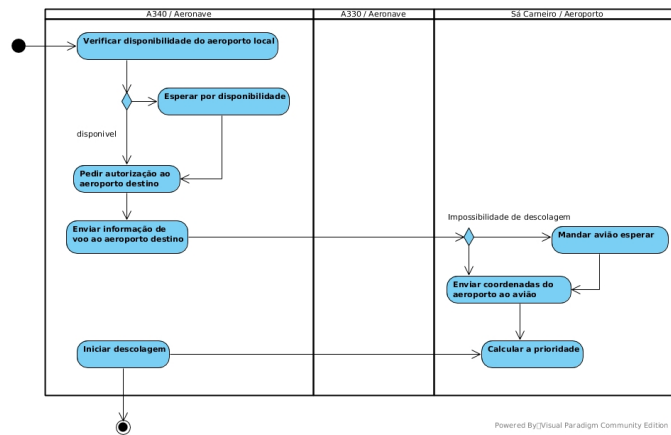 A340 / Aeronave
A330 / Aeronave
Sá Carneiro / Aeroporto
Verificar disponibilidade do aeroporto local
Esperar por disponibilidade
disponivel
Pedir autorização ao
aeroporto destino
Enviar informação de
voo ao aeroporto destino
Impossibilidade de descolagem
Mandar avião esperar
Enviar coordenadas do
aeroporto ao avião
Iniciar descolagem
Calcular a prioridade
Powered By Visual Paradigm Community Edition